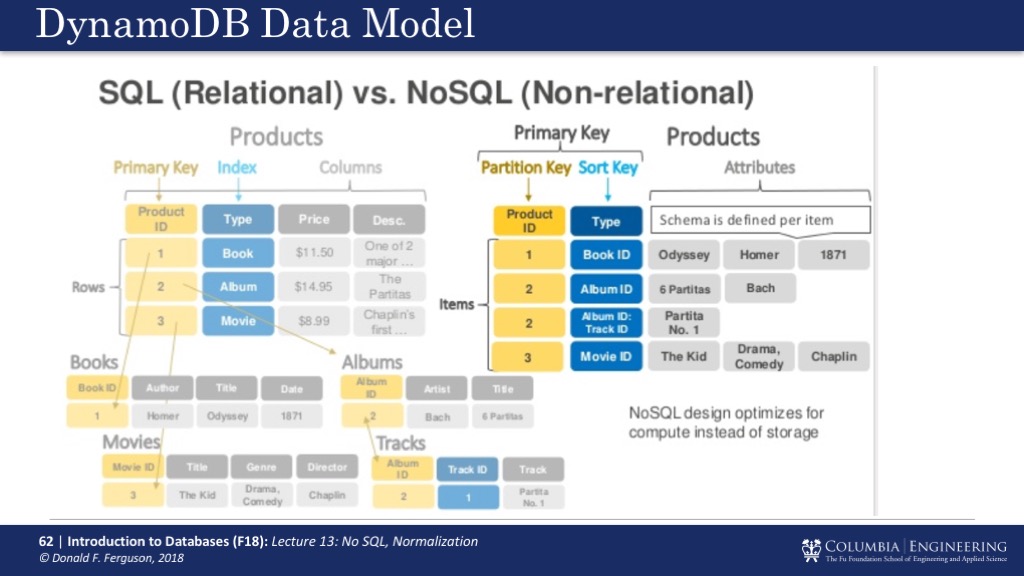 DynamoDB Data Model
SQL (Relational) vs. NoSQL (Non-relational)
Products
Primary Key Index Columns
Product ID Type Price Desc.
Rows
1 Book $11.50 One of 2 major ...
2 Album $14.95 The Partitas
3 Movie $8.99 Chaplin's first ...
Books
Book ID Author Title Date
1 Homer Odyssey 1871
Albums
Album ID Artist Title
2 Bach 6 Partitas
Movies
Movie ID Title Genre Director
3 The Kid Drama, Comedy Chaplin
Tracks
Album ID Track ID Track
2 1 Partita No. 1
Primary Key Products
Partition Key Sort Key Attributes
Product ID Type Schema is defined per item
Items
1 Book ID Odyssey Homer 1871
2 Album ID 6 Partitas Bach
2 Album ID: Track ID Partita No. 1
3 Movie ID The Kid Drama, Comedy Chaplin
NoSQL design optimizes for
compute instead of storage
62 | Introduction to Databases (F18): Lecture 13: No SQL, Normalization
© Donald F. Ferguson, 2018
COLUMBIA | ENGINEERING
The Fu Foundation School of Engineering and Applied Science